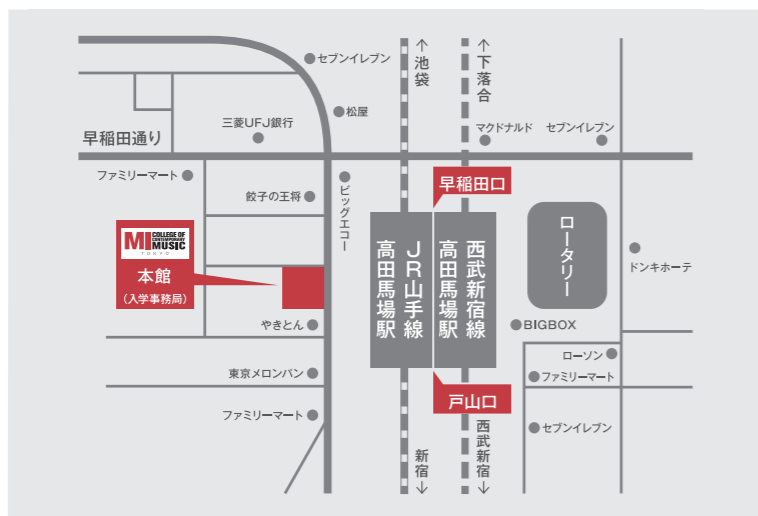 セブンイレブン
↑池袋
↑下落合
松屋
三菱UFJ銀行
マクドナルド
セブンイレブン
早稲田通り
ファミリーマート
餃子の王将
ビッグエコー
早稲田口
MI COLLEGE OF CONTEMPORARY MUSIC
TOKYO
本館
(入学事務局)
JR山手線
高田馬場駅
西武新宿線
高田馬場駅
ロータリー
ドンキホーテ
やきとん
BIGBOX
ローソン
東京メロンパン
ファミリーマート
戸山口
ファミリーマート
セブンイレブン
新宿↓
西武新宿↓